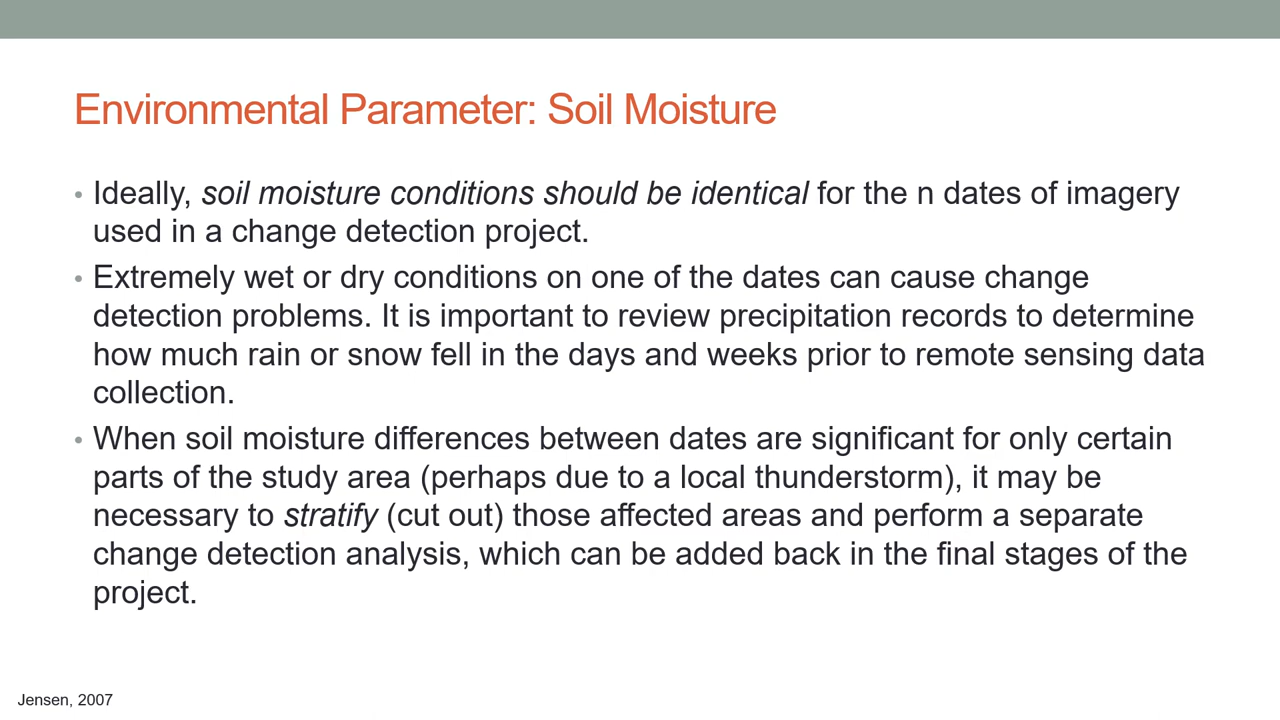 Environmental Parameter: Soil Moisture
• Ideally, soil moisture conditions should be identical for the n dates of imagery
used in a change detection project.
• Extremely wet or dry conditions on one of the dates can cause change
detection problems. It is important to review precipitation records to determine
how much rain or snow fell in the days and weeks prior to remote sensing data
collection.
• When soil moisture differences between dates are significant for only certain
parts of the study area (perhaps due to a local thunderstorm), it may be
necessary to stratify (cut out) those affected areas and perform a separate
change detection analysis, which can be added back in the final stages of the
project.
Jensen, 2007